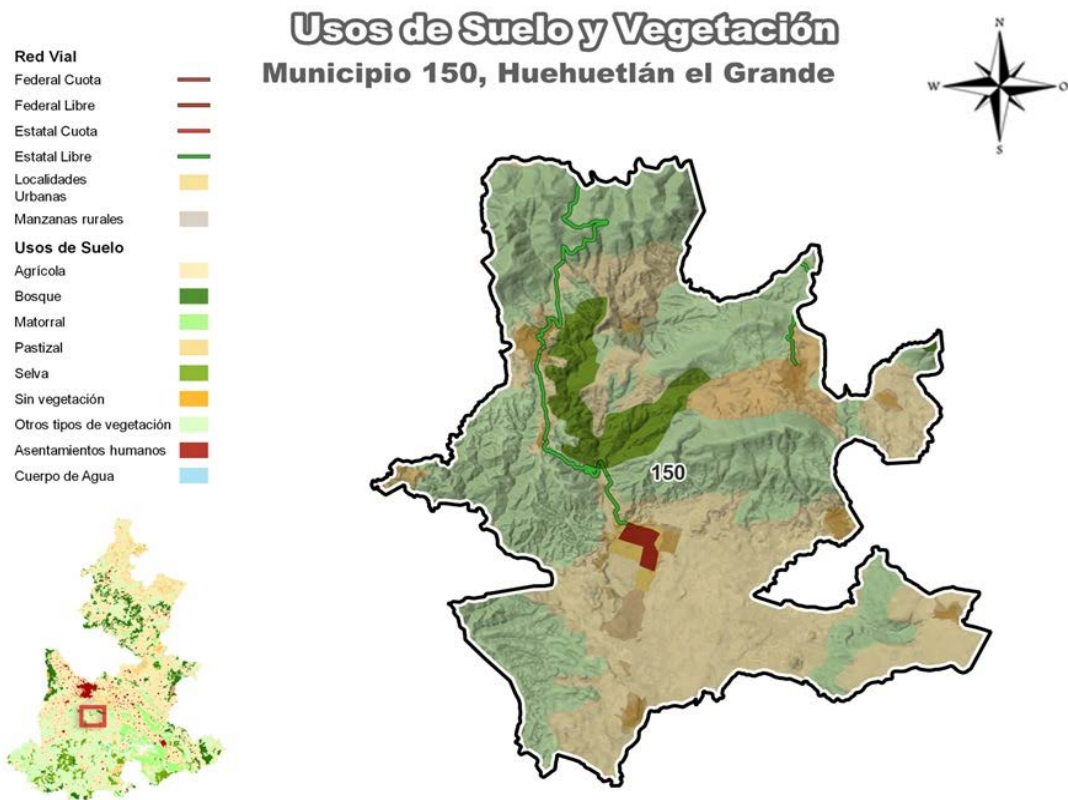 Usos de Suelo y Vegetación
Municipio 150, Huehuetlán el Grande
N
W
O
S
Red Vial
Federal Cuota
Federal Libre
Estatal Cuota
Estatal Libre
Localidades
Urbanas
Manzanas rurales
Usos de Suelo
Agrícola
Bosque
Matorral
Pastizal
Selva
Sin vegetación
Otros tipos de vegetación
Asentamientos humanos
Cuerpo de Agua
150